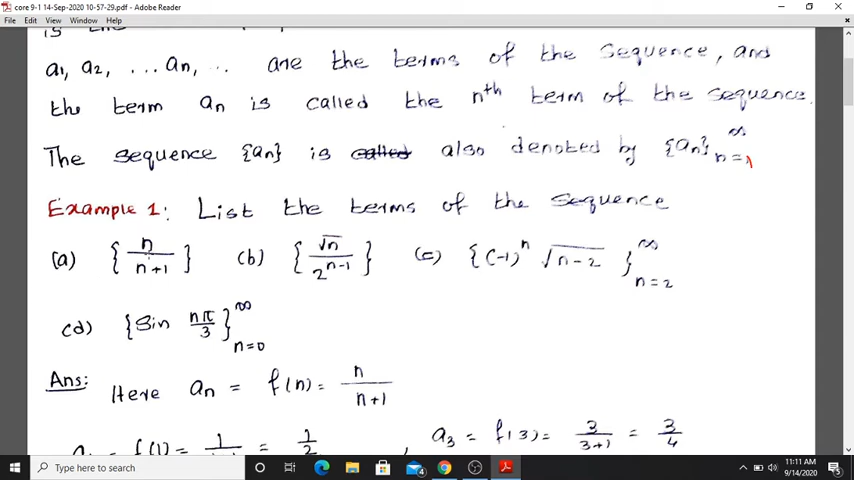 core 9-1 14-Sep-2020 10-57-29.pdf - Adobe Reader
File Edit View Window Help
a1, a2, ... an, ... are the terms of the sequence, and
the term an is called the nth term of the sequence.
The sequence {an} is called also denoted by {an}∞n=1
Example 1: List the terms of the sequence
(a) {n/n+1} (b) {√n/2^n-1} (c) {(-1)^n √n-2}∞n=2
(d) {Sin nπ/3}∞n=0
Ans: Here an = f(n) = n/n+1
= f(1) = = 1/2 , a3 = f(3) = 3/3+1 = 3/4
Type here to search
4
11:11 AM
9/14/2020